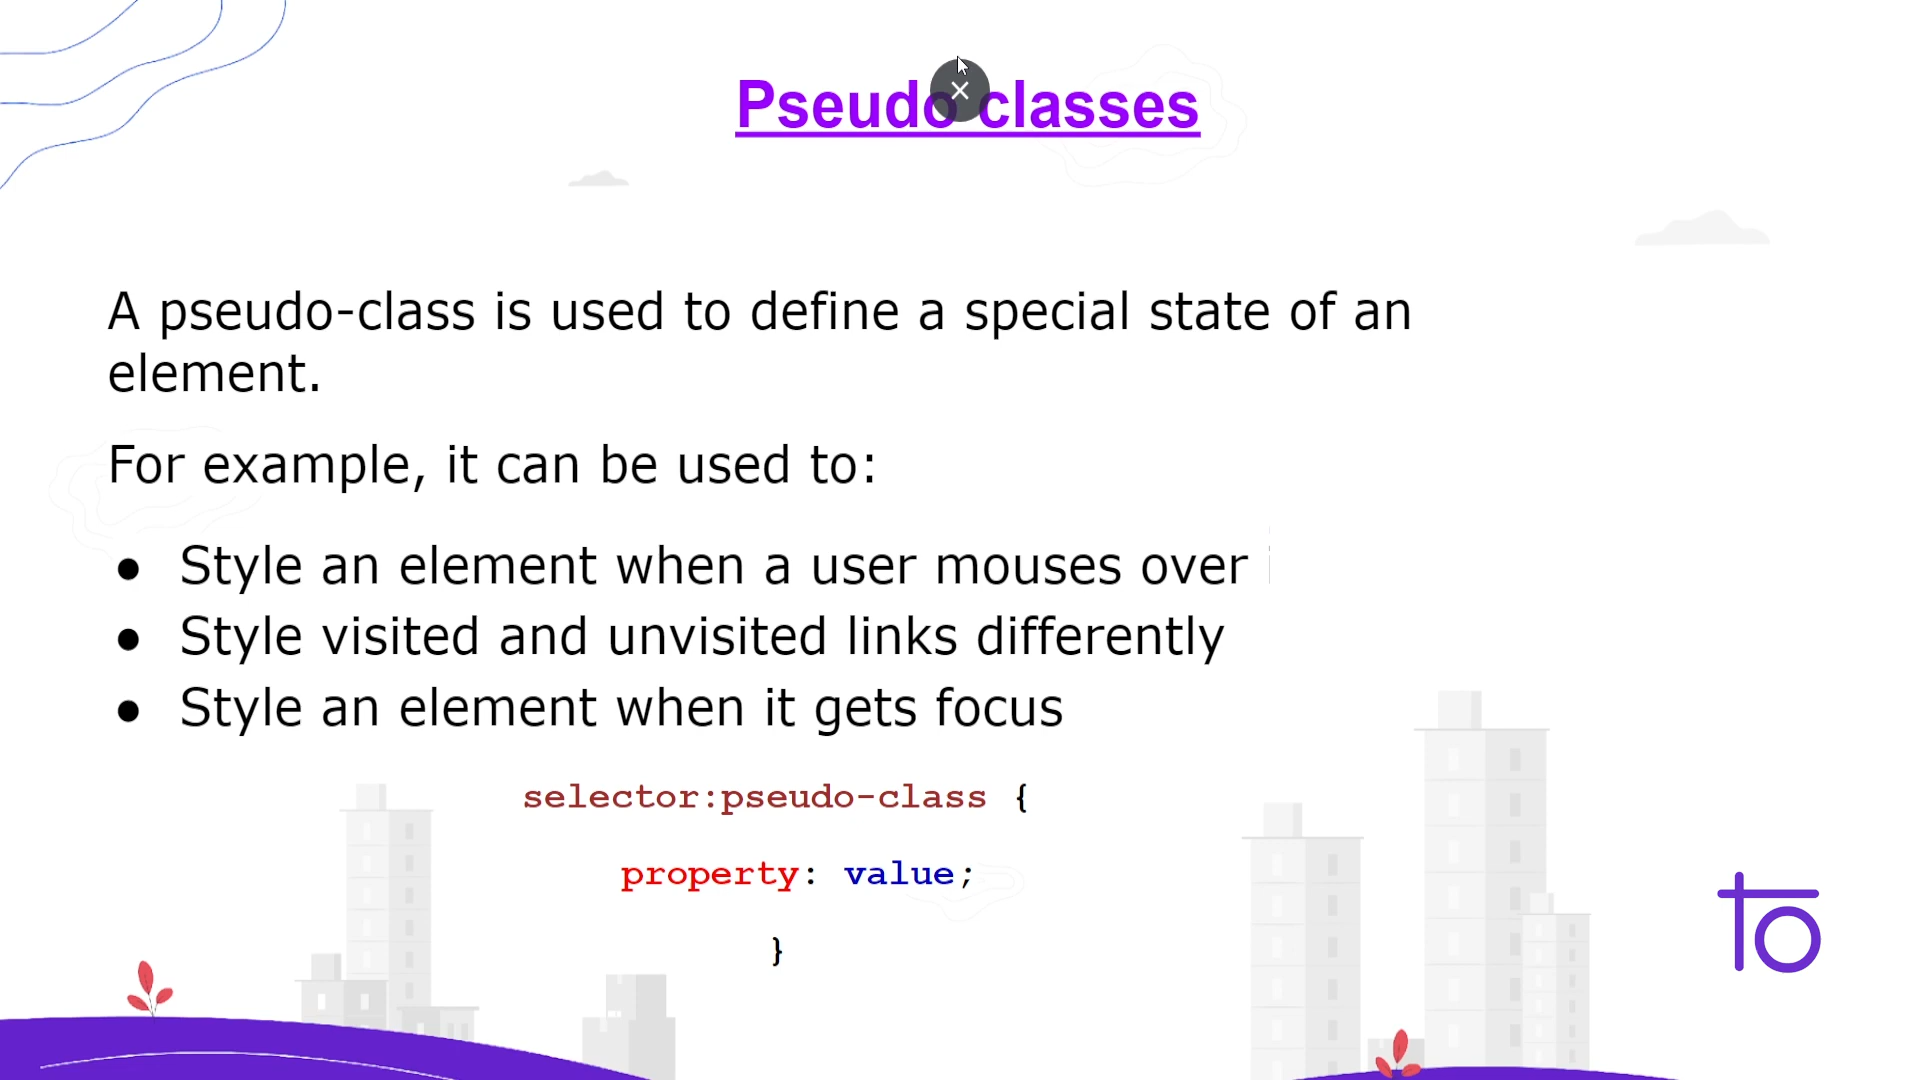 Pseudo classes
A pseudo-class is used to define a special state of an
element.
For example, it can be used to:
● Style an element when a user mouses over
● Style visited and unvisited links differently
● Style an element when it gets focus
selector:pseudo-class {
property: value;
}
to